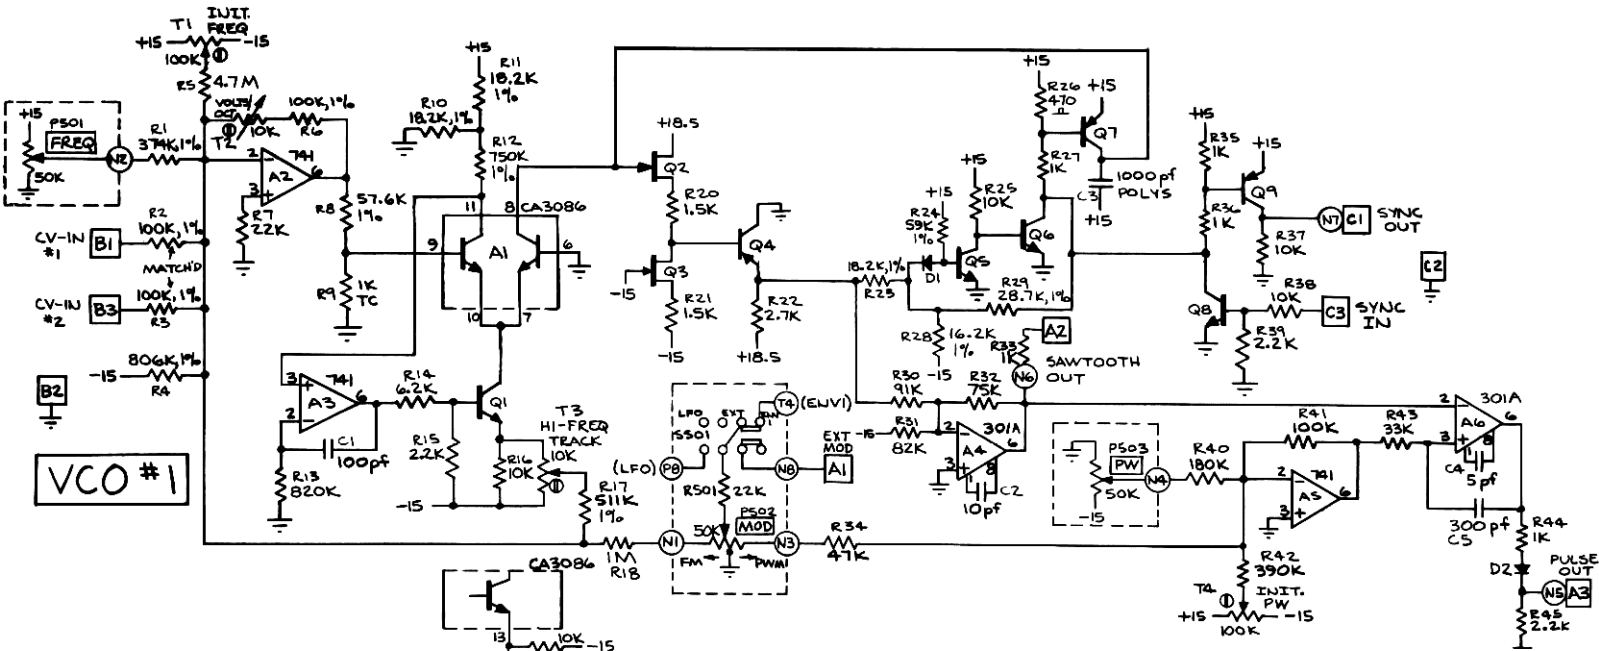 T1
INIT.
FREQ
+15
-15
100K
R5
4.7M
VOLTS/
OCT
T2
10K
100K,1%
R6
+15
P501
FREQ
50K
N2
R1
374K,1%
2
741
A2
6
3
R7
22K
R2
100K,1%
CV-IN
#1
B1
MATCH'D
100K,1%
CV-IN
#2
B3
R3
806K,1%
-15
R4
B2
VCO #1
R8
57.6K
1%
R9
1K
TC
+15
R11
18.2K
1%
R10
18.2K,1%
R12
750K
1%
11
8
CA3086
9
A1
6
10
7
3
741
A3
6
2
C1
100pf
R13
820K
R14
6.2K
Q1
R15
2.2K
-15
R16
10K
T3
HI-FREQ
TRACK
10K
R17
511K
1%
1M
R18
CA3086
13
10K
-15
+18.5
Q2
R20
1.5K
Q3
-15
R21
1.5K
-15
Q4
R22
2.7K
+18.5
LFO
EXT
S501
T4
(ENV1)
(LFO)
P8
N8
EXT
MOD
A1
R501
22K
P502
MOD
50K
N1
N3
FM
PWM
R34
47K
18.2K,1%
R23
+15
R24
59K
1%
D1
R25
10K
Q5
Q6
+15
R26
470
Ω
Q7
+15
R27
1K
C3
1000pf
POLYS
+15
R29
28.7K,1%
R28
16.2K
1%
-15
R33
1K
A2
N6
SAWTOOTH
OUT
R30
91K
R32
75K
-15
R31
82K
2
301A
A4
6
3
1
8
C2
10pf
+15
R35
1K
+15
Q9
R36
1K
N7
C1
SYNC
OUT
R37
10K
C2
Q8
R38
10K
C3
SYNC
IN
R39
2.2K
P503
PW
50K
-15
N4
R40
180K
R41
100K
R43
33K
2
741
A5
6
3
2
301A
A6
6
3
1
8
C4
5pf
300pf
C5
R44
1K
D2
PULSE
OUT
N5
A3
R45
2.2K
R42
390K
T4
INIT.
PW
+15
-15
100K